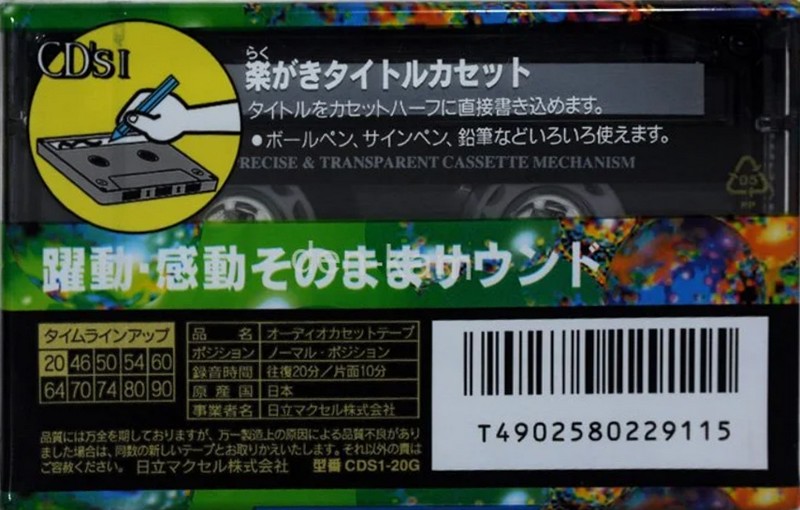 CD'sI
らく
楽がきタイトルカセット
タイトルをカセットハーフに直接書き込めます。
●ボールペン、サインペン、鉛筆などいろいろ使えます。
RECISE & TRANSPARENT CASSETTE MECHANISM
PP
躍動・感動そのままサウンド
タイムラインアップ
20 46 50 54 60
64 70 74 80 90
品名 オーディオカセットテープ
ポジション ノーマル・ポジション
録音時間 往復20分/片面10分
原産国 日本
事業者名 日立マクセル株式会社
品質には万全を期しておりますが、万一製造上の原因による品質不良があり
ました場合は、同数の新しいテープとお取りかえいたします。それ以外の責は
ご容赦ください。 日立マクセル株式会社 型番 CDS1-20G
T4902580229115